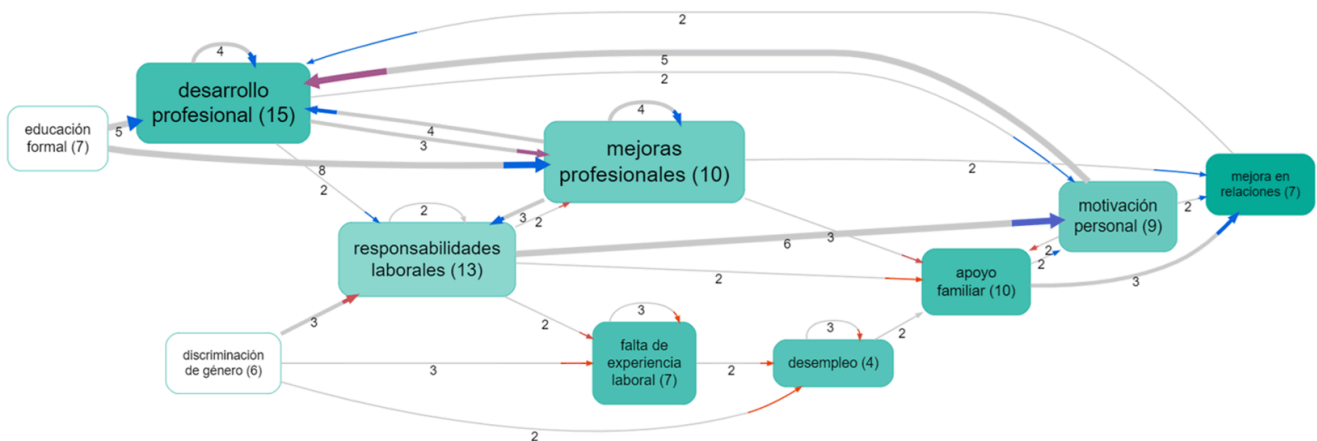 2
4
5
2
desarrollo
profesional (15)
4
4
3
mejoras
profesionales (10)
educación
formal (7)
5
8
2
2
mejora en
relaciones (7)
motivación
personal (9)
2
2
3
2
responsabilidades
laborales (13)
6
3
2
2
2
apoyo
familiar (10)
3
3
2
3
3
2
discriminación
de género (6)
falta de
experiencia
laboral (7)
desempleo (4)
3
2
2